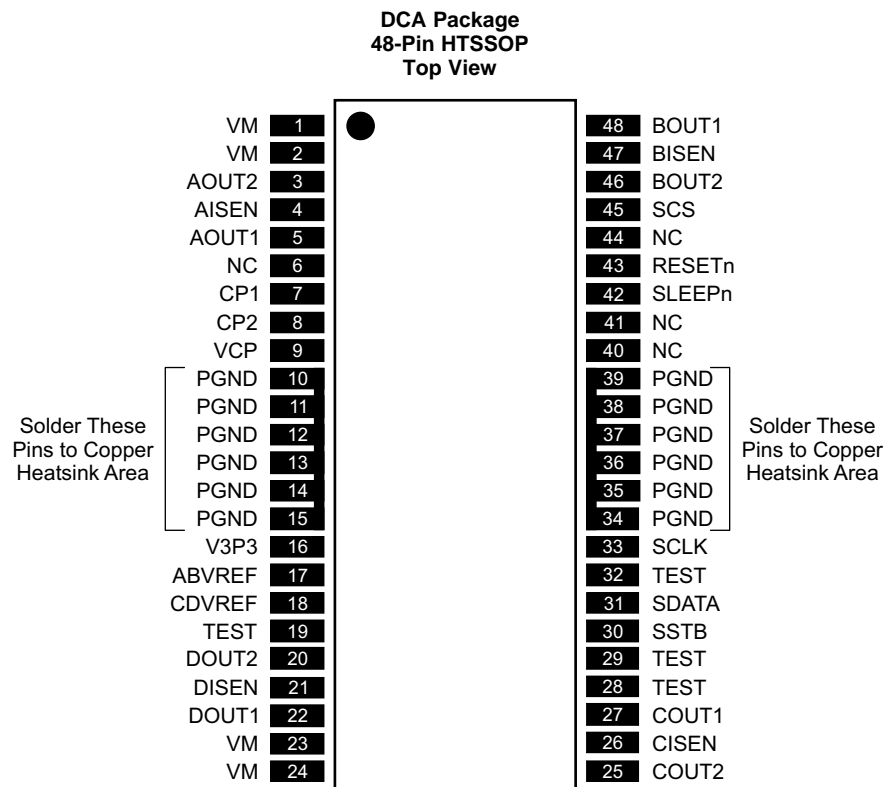 DCA Package
48-Pin HTSSOP
Top View
VM 1
VM 2
AOUT2 3
AISEN 4
AOUT1 5
NC 6
CP1 7
CP2 8
VCP 9
PGND 10
PGND 11
PGND 12
PGND 13
PGND 14
PGND 15
Solder These
Pins to Copper
Heatsink Area
V3P3 16
ABVREF 17
CDVREF 18
TEST 19
DOUT2 20
DISEN 21
DOUT1 22
VM 23
VM 24
48 BOUT1
47 BISEN
46 BOUT2
45 SCS
44 NC
43 RESETn
42 SLEEPn
41 NC
40 NC
39 PGND
38 PGND
37 PGND
36 PGND
35 PGND
34 PGND
Solder These
Pins to Copper
Heatsink Area
33 SCLK
32 TEST
31 SDATA
30 SSTB
29 TEST
28 TEST
27 COUT1
26 CISEN
25 COUT2